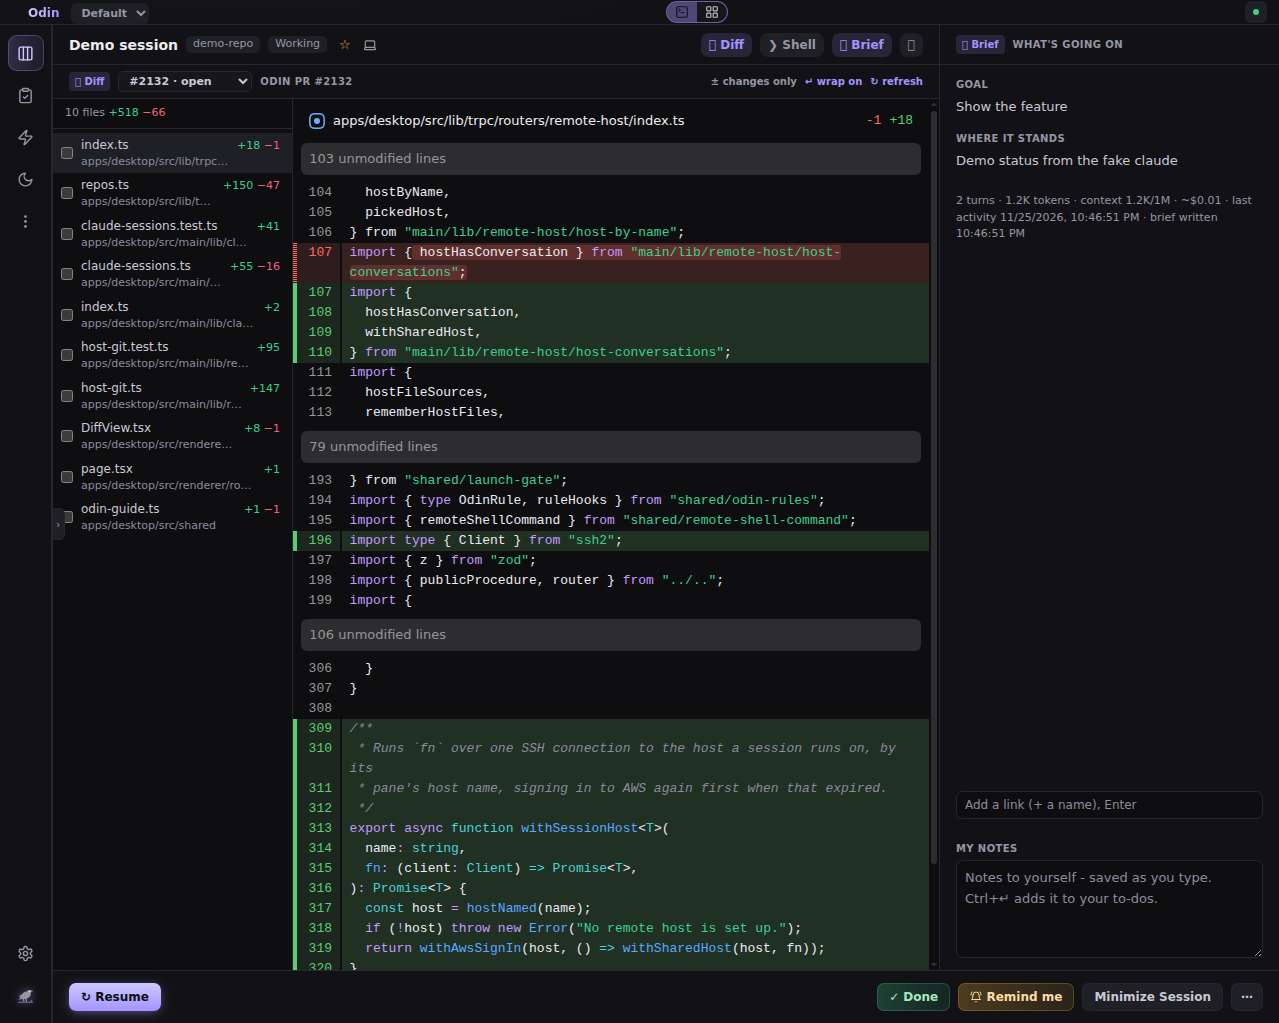 Odin Default
Demo session demo-repo Working Diff Shell Brief
Brief WHAT'S GOING ON
Diff #2132 · open ODIN PR #2132 ± changes only ↵ wrap on ↻ refresh
10 files +518 −66
index.ts +18 −1
apps/desktop/src/lib/trpc…
repos.ts +150 −47
apps/desktop/src/lib/t…
claude-sessions.test.ts +41
apps/desktop/src/main/lib/cl…
claude-sessions.ts +55 −16
apps/desktop/src/main/…
index.ts +2
apps/desktop/src/main/lib/cla…
host-git.test.ts +95
apps/desktop/src/main/lib/re…
host-git.ts +147
apps/desktop/src/main/lib/r…
DiffView.tsx +8 −1
apps/desktop/src/rendere…
page.tsx +1
apps/desktop/src/renderer/ro…
odin-guide.ts +1 −1
apps/desktop/src/shared
apps/desktop/src/lib/trpc/routers/remote-host/index.ts -1 +18
103 unmodified lines
104 hostByName,
105 pickedHost,
106 } from "main/lib/remote-host/host-by-name";
107 import { hostHasConversation } from "main/lib/remote-host/host-
conversations";
107 import {
108 hostHasConversation,
109 withSharedHost,
110 } from "main/lib/remote-host/host-conversations";
111 import {
112 hostFileSources,
113 rememberHostFiles,
79 unmodified lines
193 } from "shared/launch-gate";
194 import { type OdinRule, ruleHooks } from "shared/odin-rules";
195 import { remoteShellCommand } from "shared/remote-shell-command";
196 import type { Client } from "ssh2";
197 import { z } from "zod";
198 import { publicProcedure, router } from "../..";
199 import {
106 unmodified lines
306 }
307 }
308
309 /**
310 * Runs `fn` over one SSH connection to the host a session runs on, by
its
311 * pane's host name, signing in to AWS again first when that expired.
312 */
313 export async function withSessionHost<T>(
314 name: string,
315 fn: (client: Client) => Promise<T>,
316 ): Promise<T> {
317 const host = hostNamed(name);
318 if (!host) throw new Error("No remote host is set up.");
319 return withAwsSignIn(host, () => withSharedHost(host, fn));
320 }
GOAL
Show the feature
WHERE IT STANDS
Demo status from the fake claude
2 turns · 1.2K tokens · context 1.2K/1M · ~$0.01 · last
activity 11/25/2026, 10:46:51 PM · brief written
10:46:51 PM
Add a link (+ a name), Enter
MY NOTES
Notes to yourself - saved as you type.
Ctrl+↵ adds it to your to-dos.
↻ Resume ✓ Done Remind me Minimize Session ⋯